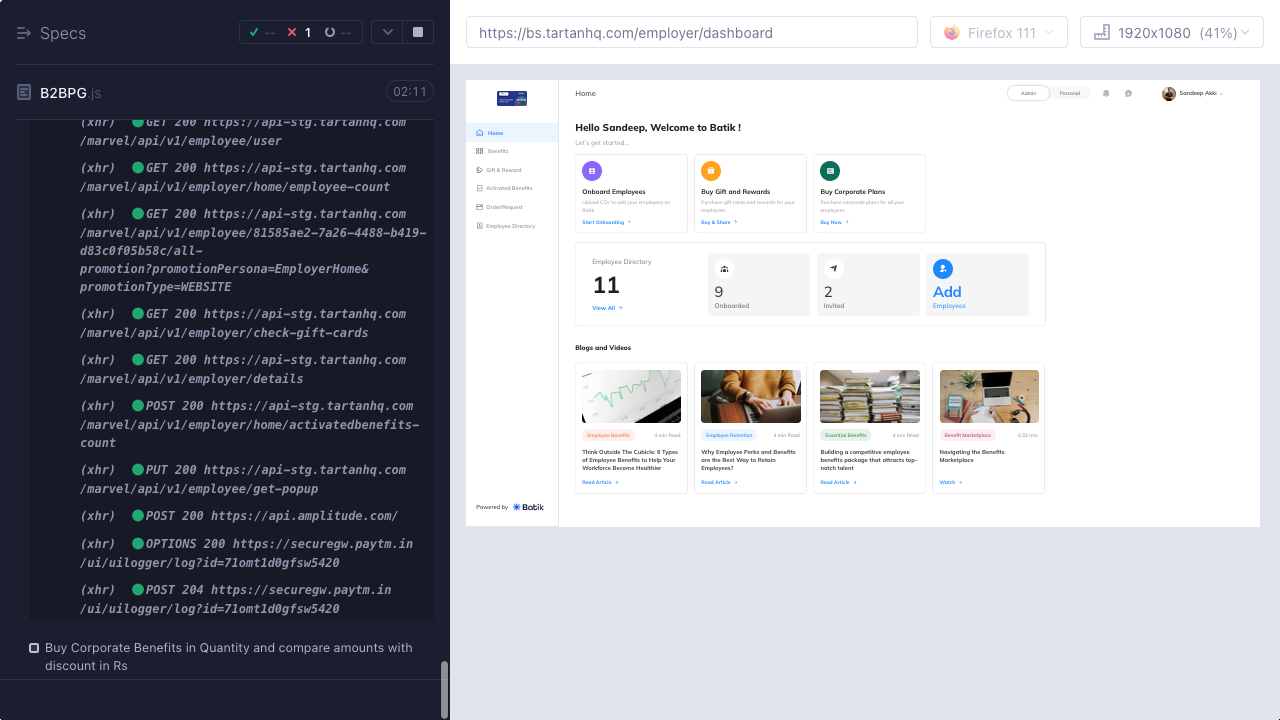 Specs
-- 1 --
B2BPG.js 02:11
(xhr) GET 200 https://api-stg.tartanhq.com
/marvel/api/v1/employer/user
(xhr) GET 200 https://api-stg.tartanhq.com
/marvel/api/v1/employer/home/employee-count
(xhr) GET 200 https://api-stg.tartanhq.com
d35e0f62b58e/all-
promotion?promotionPersona=EmployerHome&
promotionType=WEBSITE
(xhr) GET 200 https://api-stg.tartanhq.com
/marvel/api/v1/employer/check-gift-cards
(xhr) GET 200 https://api-stg.tartanhq.com
/marvel/api/v1/employer/details
(xhr) POST 200 https://api-stg.tartanhq.com
/marvel/api/v1/employer/activatedbenefits-
count
(xhr) GET 200 https://api-stg.tartanhq.com
/marvel/api/v1/employer/get-popup
(xhr) POST 200 https://api.amplitude.com/
(xhr) OPTIONS 200 https://securegw.paytm.in
/ui/uilogger/log?id=71omt1d0gfsw5420
(xhr) POST 204 https://securegw.paytm.in
/ui/uilogger/log?id=71omt1d0gfsw5420
Buy Corporate Benefits in Quantity and compare amounts with
discount in Rs
https://bs.tartanhq.com/employer/dashboard
Firefox 111
1920x1080 (41%)
Home
Benefits
Gift & Reward
Activated Benefits
Order/Request
Employee Directory
Powered by Batik
Home
Admin Personal
Sandeep Akki
Hello Sandeep, Welcome to Batik !
Let's get started...
Onboard Employees
Upload CSV to add your employees on
Batik
Start Onboarding
Buy Gift and Rewards
Purchase gift cards and rewards for your
employees
Buy & Share
Buy Corporate Plans
Purchase corporate plans for all your
employees
Buy Now
Employee Directory
11
View All
9
Onboarded
2
Invited
Add
Employees
Blogs and Videos
Employee Benefits 4 min Read
Think Outside The Cubicle: 6 Types
of Employee Benefits to Help Your
Workforce Become Healthier
Read Article
Employee Retention 4 min Read
Why Employee Perks and Benefits
are the Best Way to Retain
Employees?
Read Article
Essential Benefits 4 min Read
Building a competitive employee
benefits package that attracts top-
notch talent
Read Article
Benefit Marketplace 0:32 min
Navigating the Benefits
Marketplace
Watch